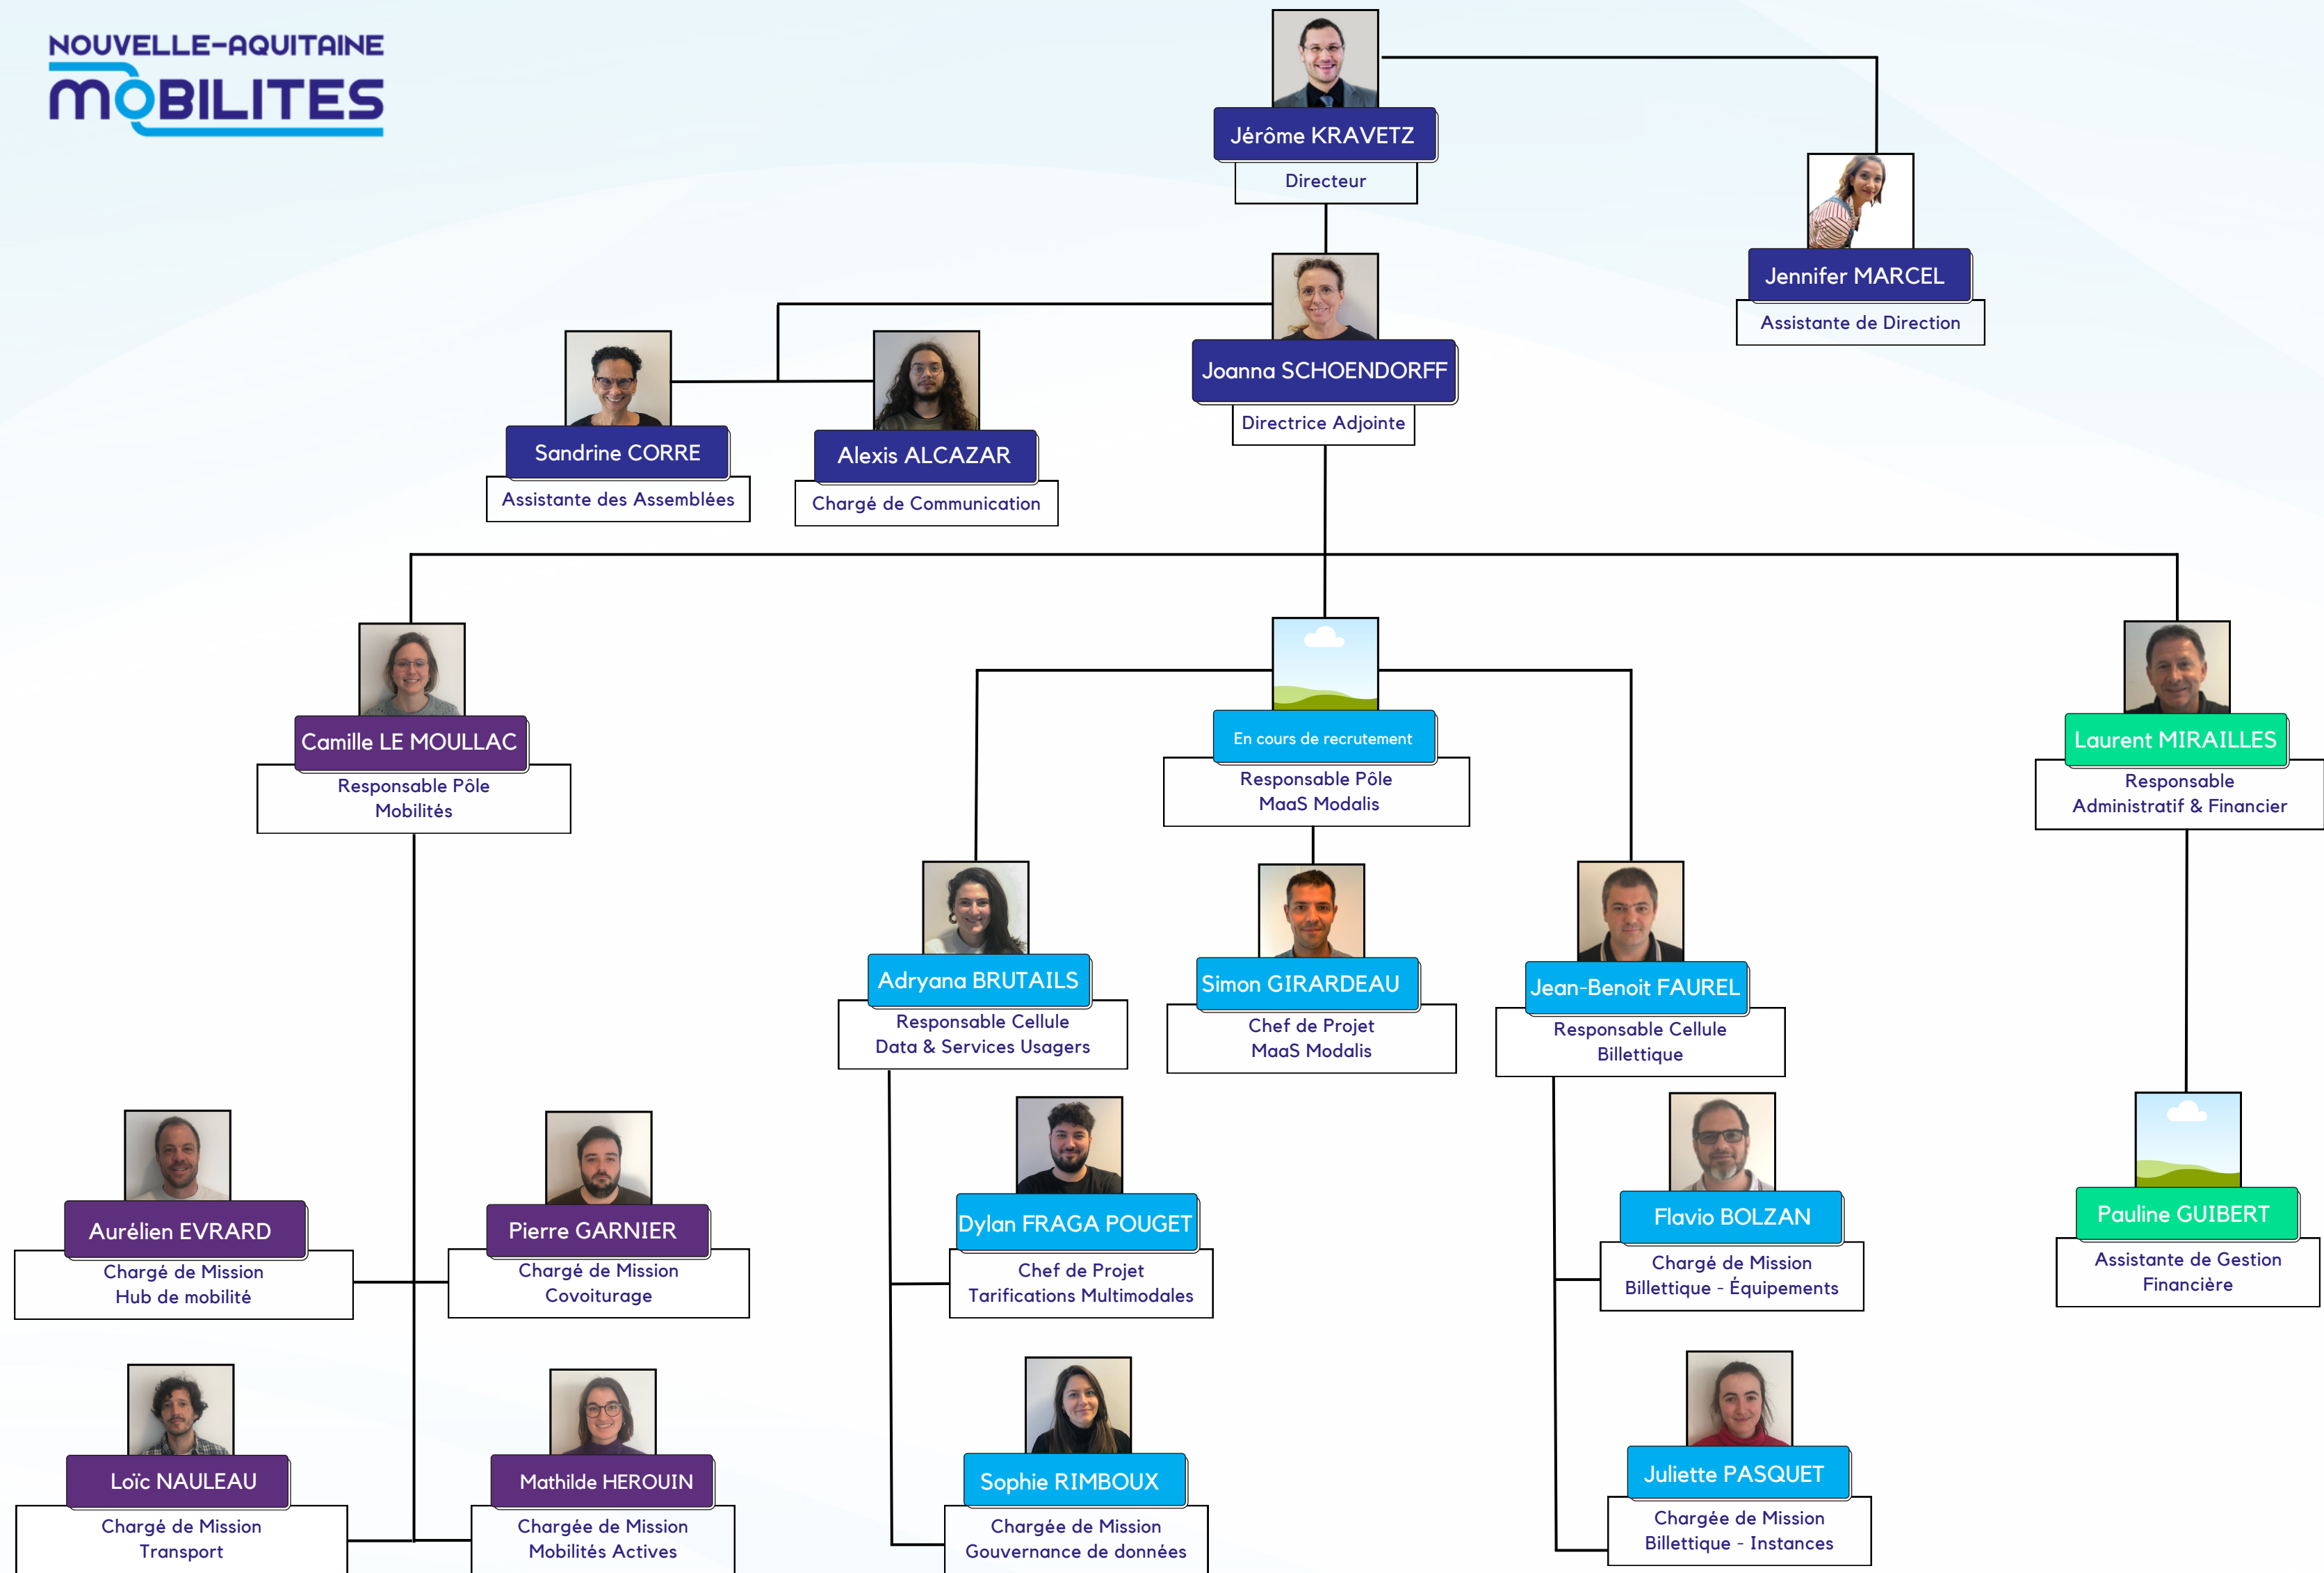 NOUVELLE-AQUITAINE
MOBILITES
Jérôme KRAVETZ
Directeur
Jennifer MARCEL
Assistante de Direction
Joanna SCHOENDORFF
Directrice Adjointe
Sandrine CORRE
Assistante des Assemblées
Alexis ALCAZAR
Chargé de Communication
Camille LE MOULLAC
Responsable Pôle
Mobilités
En cours de recrutement
Responsable Pôle
MaaS Modalis
Laurent MIRAILLES
Responsable
Administratif & Financier
Adryana BRUTAILS
Responsable Cellule
Data & Services Usagers
Simon GIRARDEAU
Chef de Projet
MaaS Modalis
Jean-Benoit FAUREL
Responsable Cellule
Billettique
Aurélien EVRARD
Chargé de Mission
Hub de mobilité
Pierre GARNIER
Chargé de Mission
Covoiturage
Dylan FRAGA POUGET
Chef de Projet
Tarifications Multimodales
Flavio BOLZAN
Chargé de Mission
Billettique - Équipements
Pauline GUIBERT
Assistante de Gestion
Financière
Loïc NAULEAU
Chargé de Mission
Transport
Mathilde HEROUIN
Chargée de Mission
Mobilités Actives
Sophie RIMBOUX
Chargée de Mission
Gouvernance de données
Juliette PASQUET
Chargée de Mission
Billettique - Instances